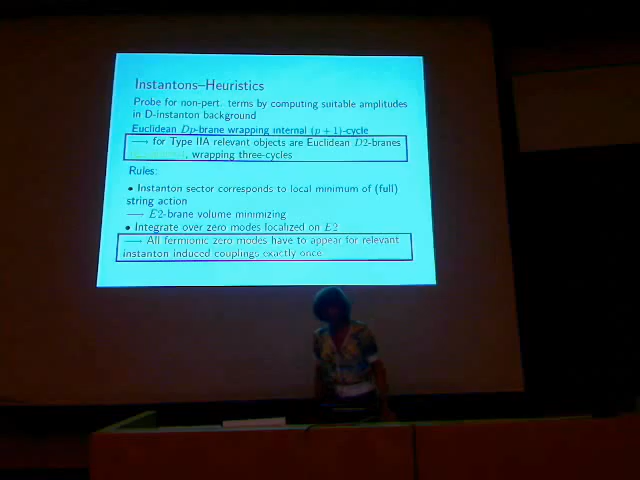 Instantons–Heuristics
Probe for non-pert. terms by computing suitable amplitudes
in D-instanton background
Euclidean Dp-brane wrapping internal (p + 1)-cycle
⟶ for Type IIA relevant objects are Euclidean D2-branes
, wrapping three-cycles
Rules:
• Instanton sector corresponds to local minimum of (full)
string action
⟶ E2-brane volume minimizing
• Integrate over zero modes localized on E2
⟶ All fermionic zero modes have to appear for relevant
instanton induced couplings exactly once